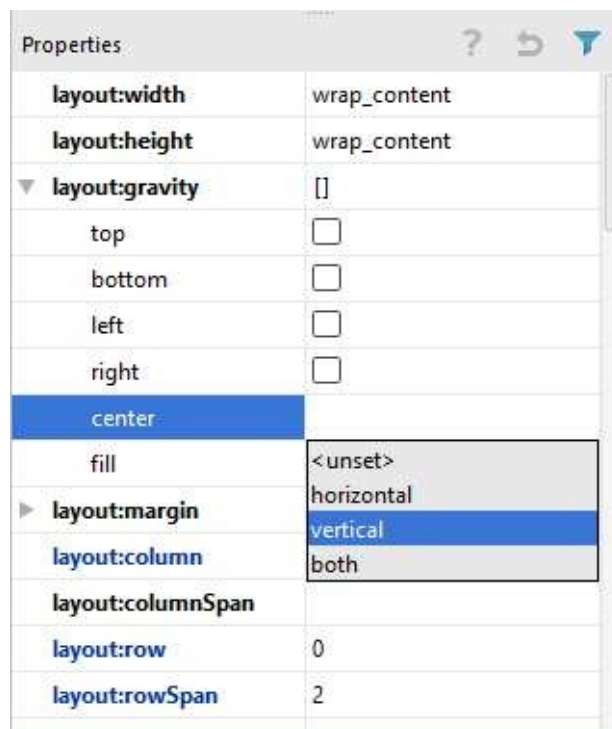 Properties ?
layout:width wrap_content
layout:height wrap_content
layout:gravity []
top
bottom
left
right
center
fill <unset>
horizontal
layout:margin
vertical
layout:column both
layout:columnSpan
layout:row 0
layout:rowSpan 2